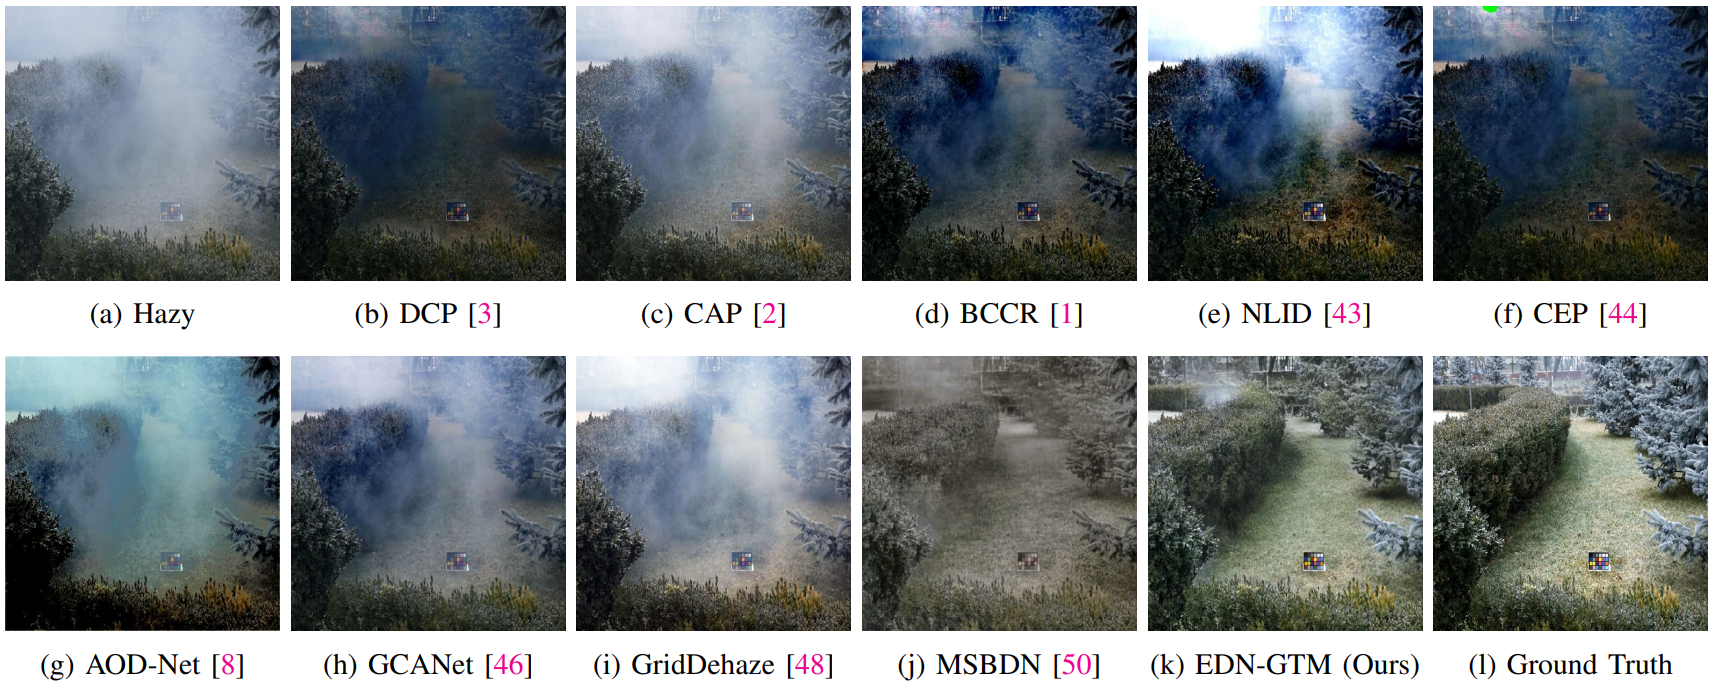 (a) Hazy (b) DCP [3] (c) CAP [2] (d) BCCR [1] (e) NLID [43] (f) CEP [44]
(g) AOD-Net [8] (h) GCANet [46] (i) GridDehaze [48] (j) MSBDN [50] (k) EDN-GTM (Ours) (l) Ground Truth